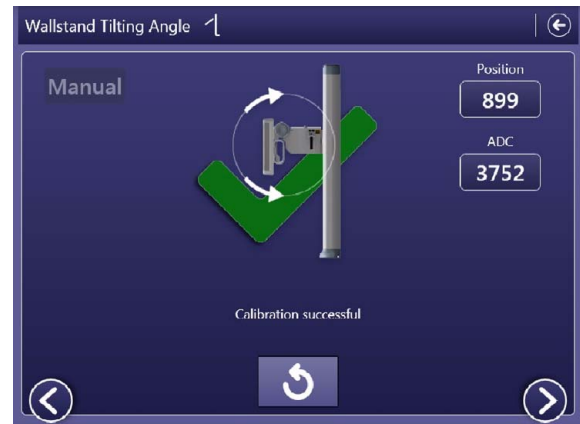 Wallstand Tilting Angle
Manual
Position
899
ADC
3752
Calibration successful